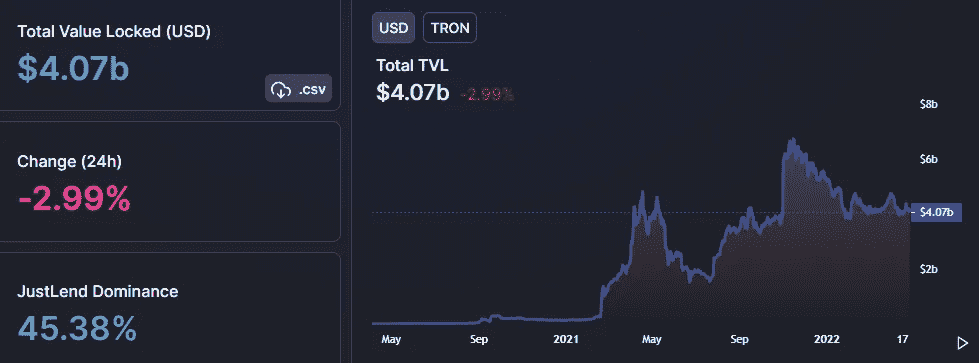 Total Value Locked (USD)
$4.07b
.csv
Change (24h)
-2.99%
JustLend Dominance
45.38%
USD TRON
Total TVL
$4.07b -2.99%
$8b
$6b
$4.07b
$2b
May Sep 2021 May Sep 2022 17